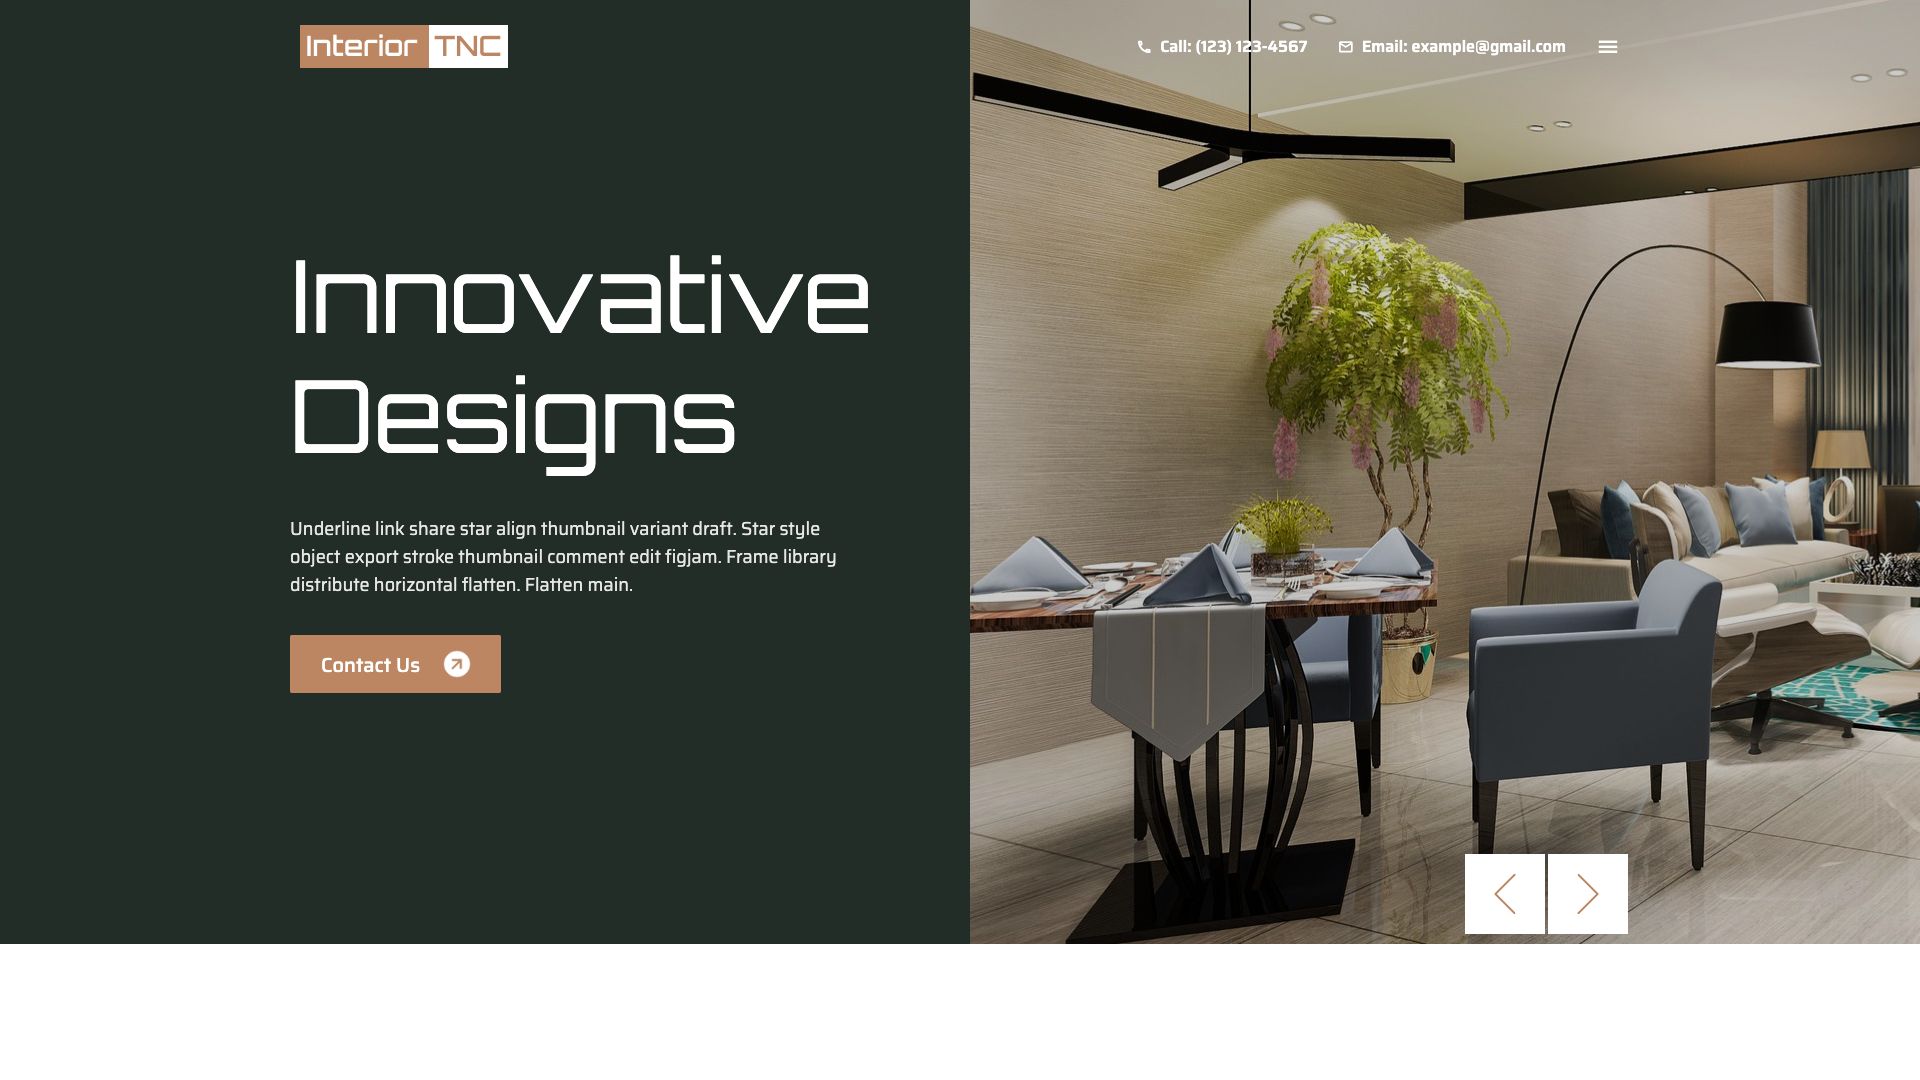 Interior TNC
Call: (123) 123-4567
Email: example@gmail.com
Innovative
Designs
Underline link share star align thumbnail variant draft. Star style
object export stroke thumbnail comment edit figjam. Frame library
distribute horizontal flatten. Flatten main.
Contact Us